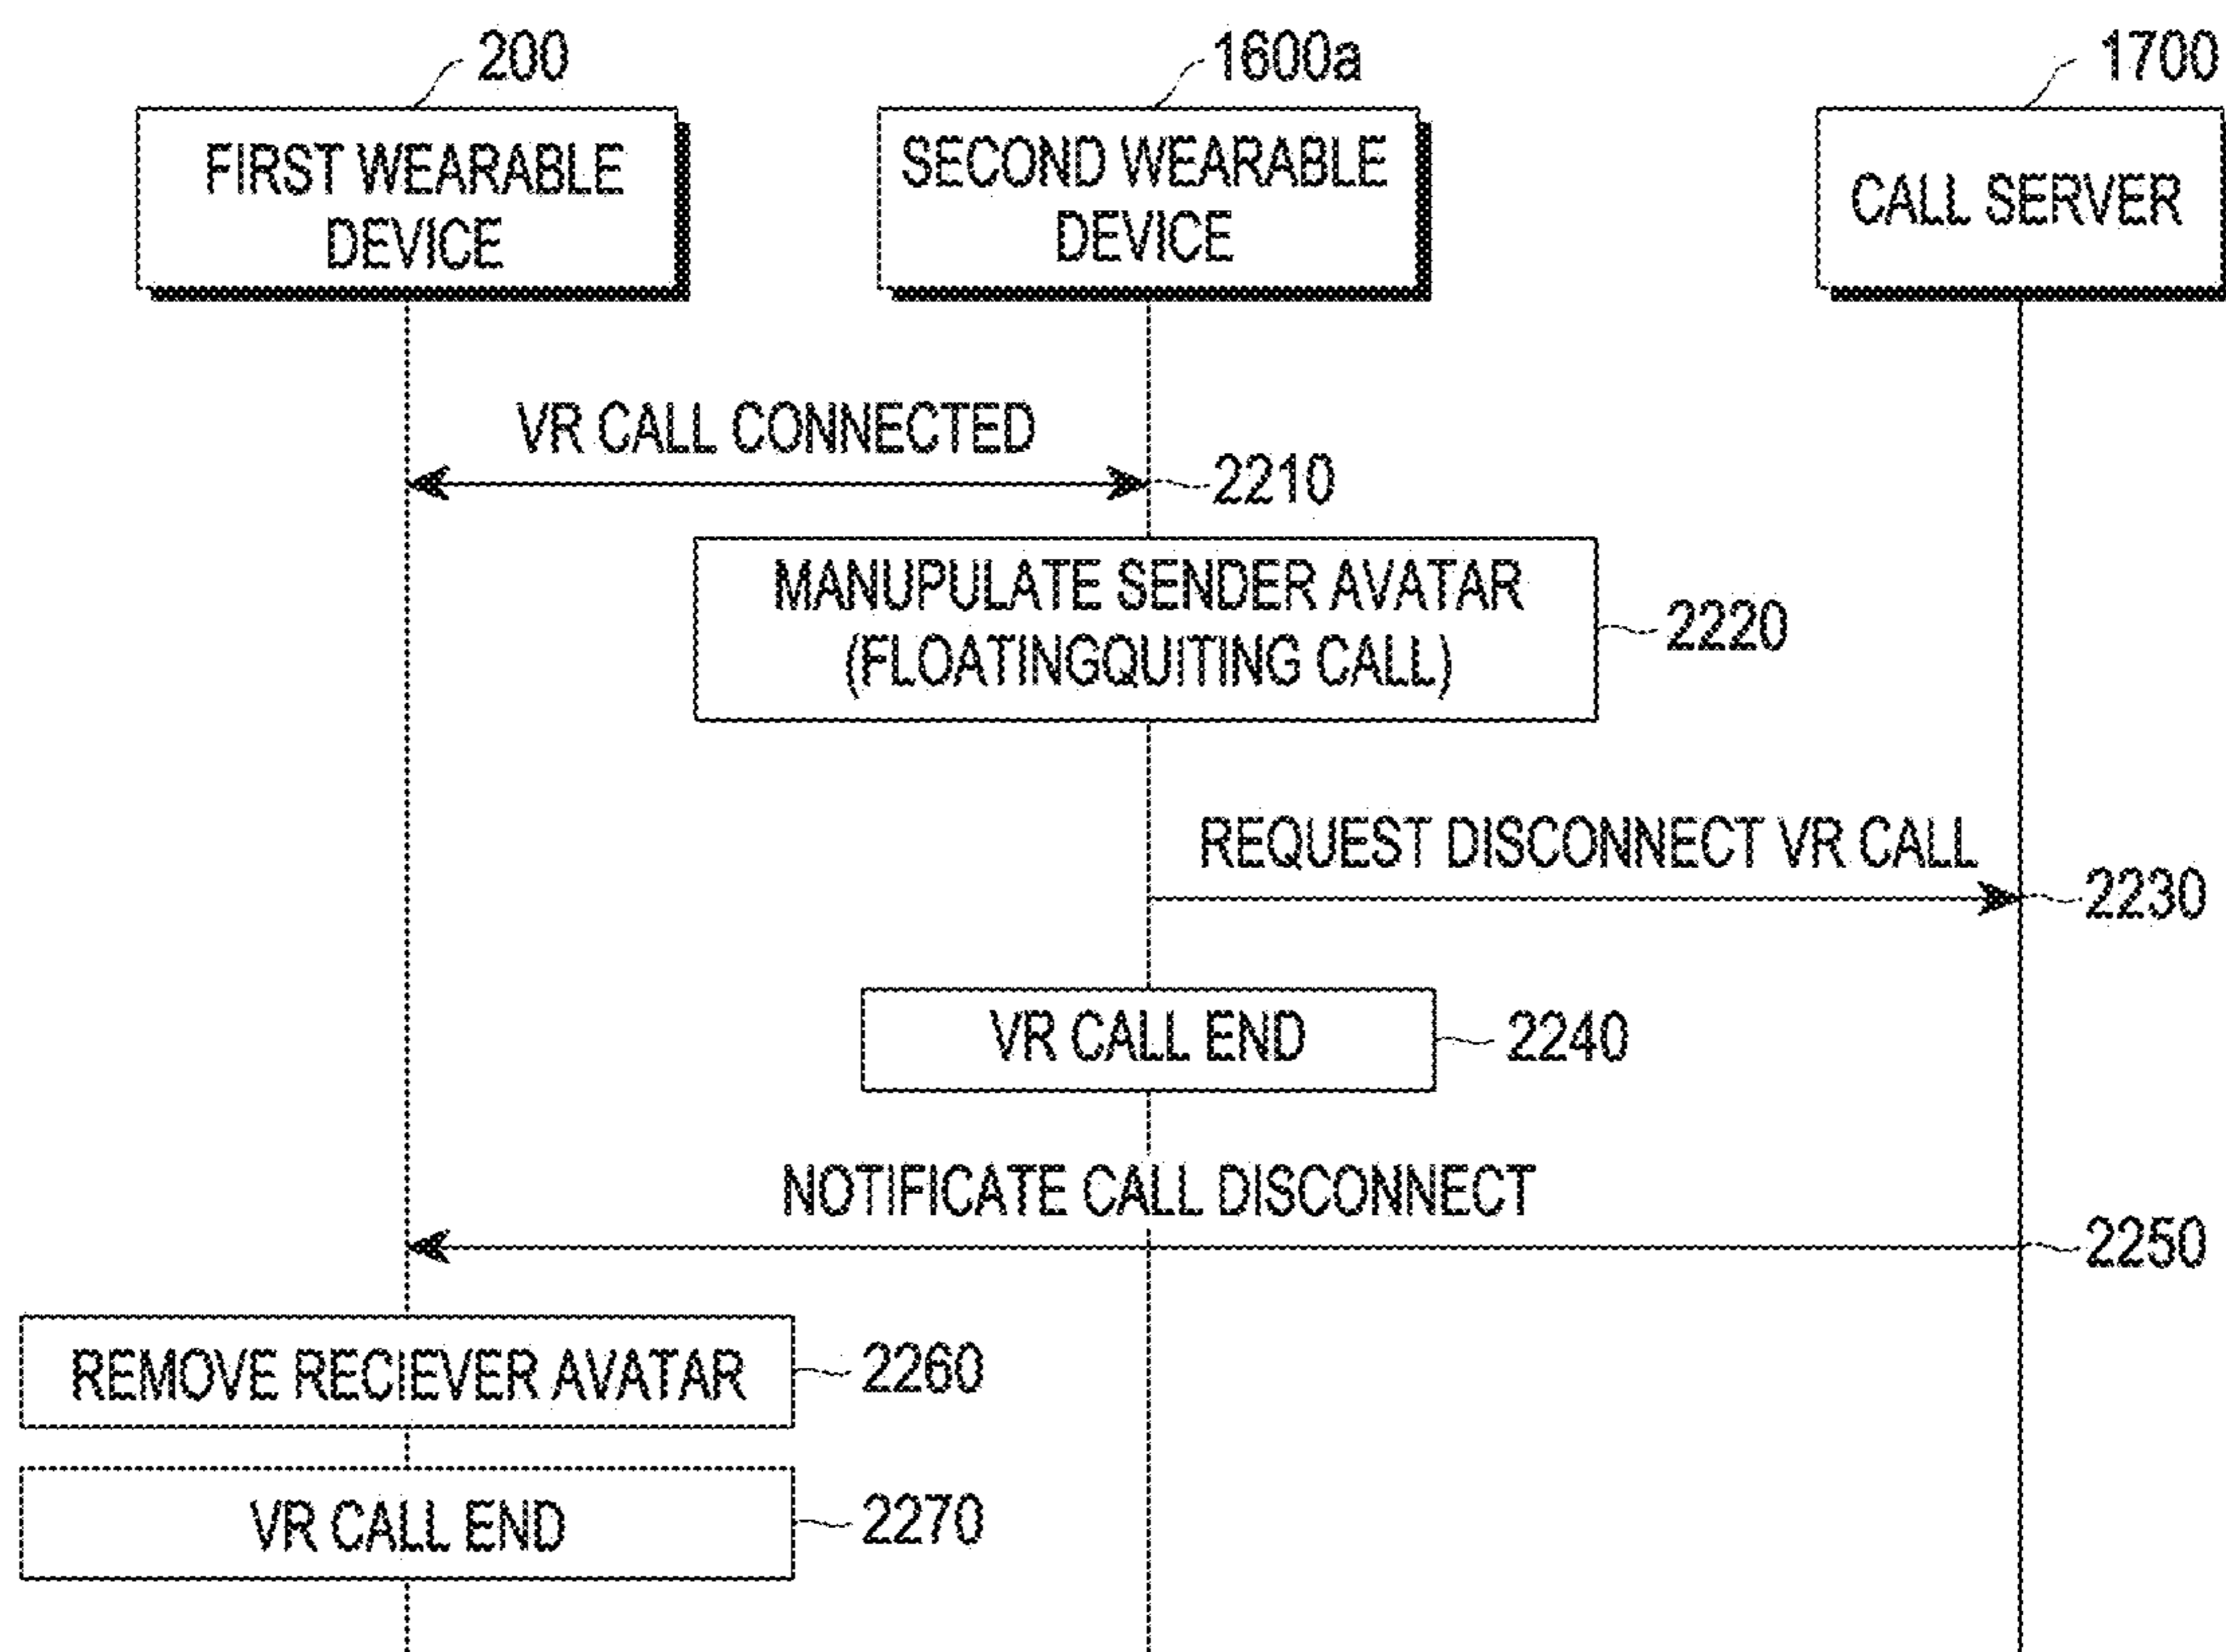 200
1600a
1700
FIRST WEARABLE
DEVICE
SECOND WEARABLE
DEVICE
CALL SERVER
VR CALL CONNECTED
2210
MANUPULATE SENDER AVATAR
(FLOATINGQUITING CALL)
2220
REQUEST DISCONNECT VR CALL
2230
VR CALL END
2240
NOTIFICATE CALL DISCONNECT
2250
REMOVE RECIEVER AVATAR
2260
VR CALL END
2270